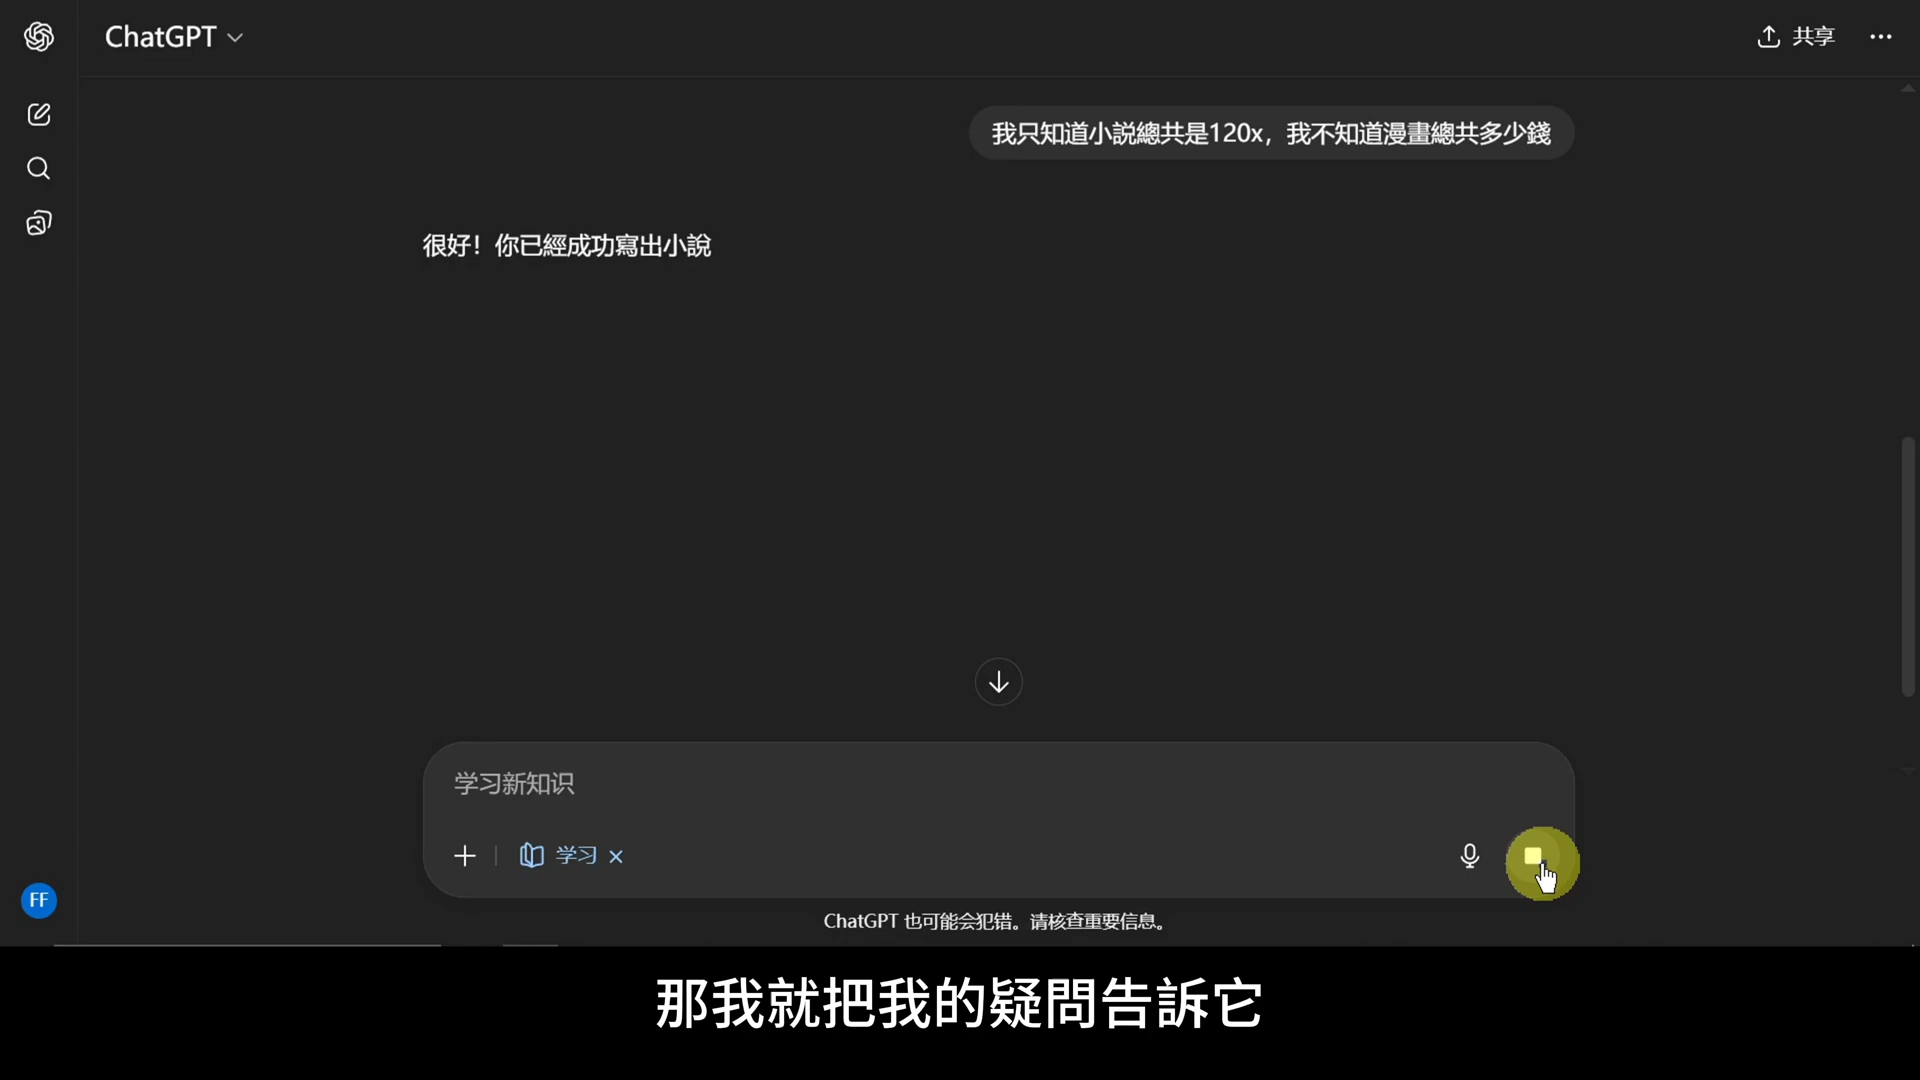 ChatGPT
共享
我只知道小説總共是120x，我不知道漫畫總共多少錢
很好！你已經成功寫出小說
学习新知识
学习
FF
ChatGPT 也可能会犯错。请核查重要信息。
那我就把我的疑問告訴它